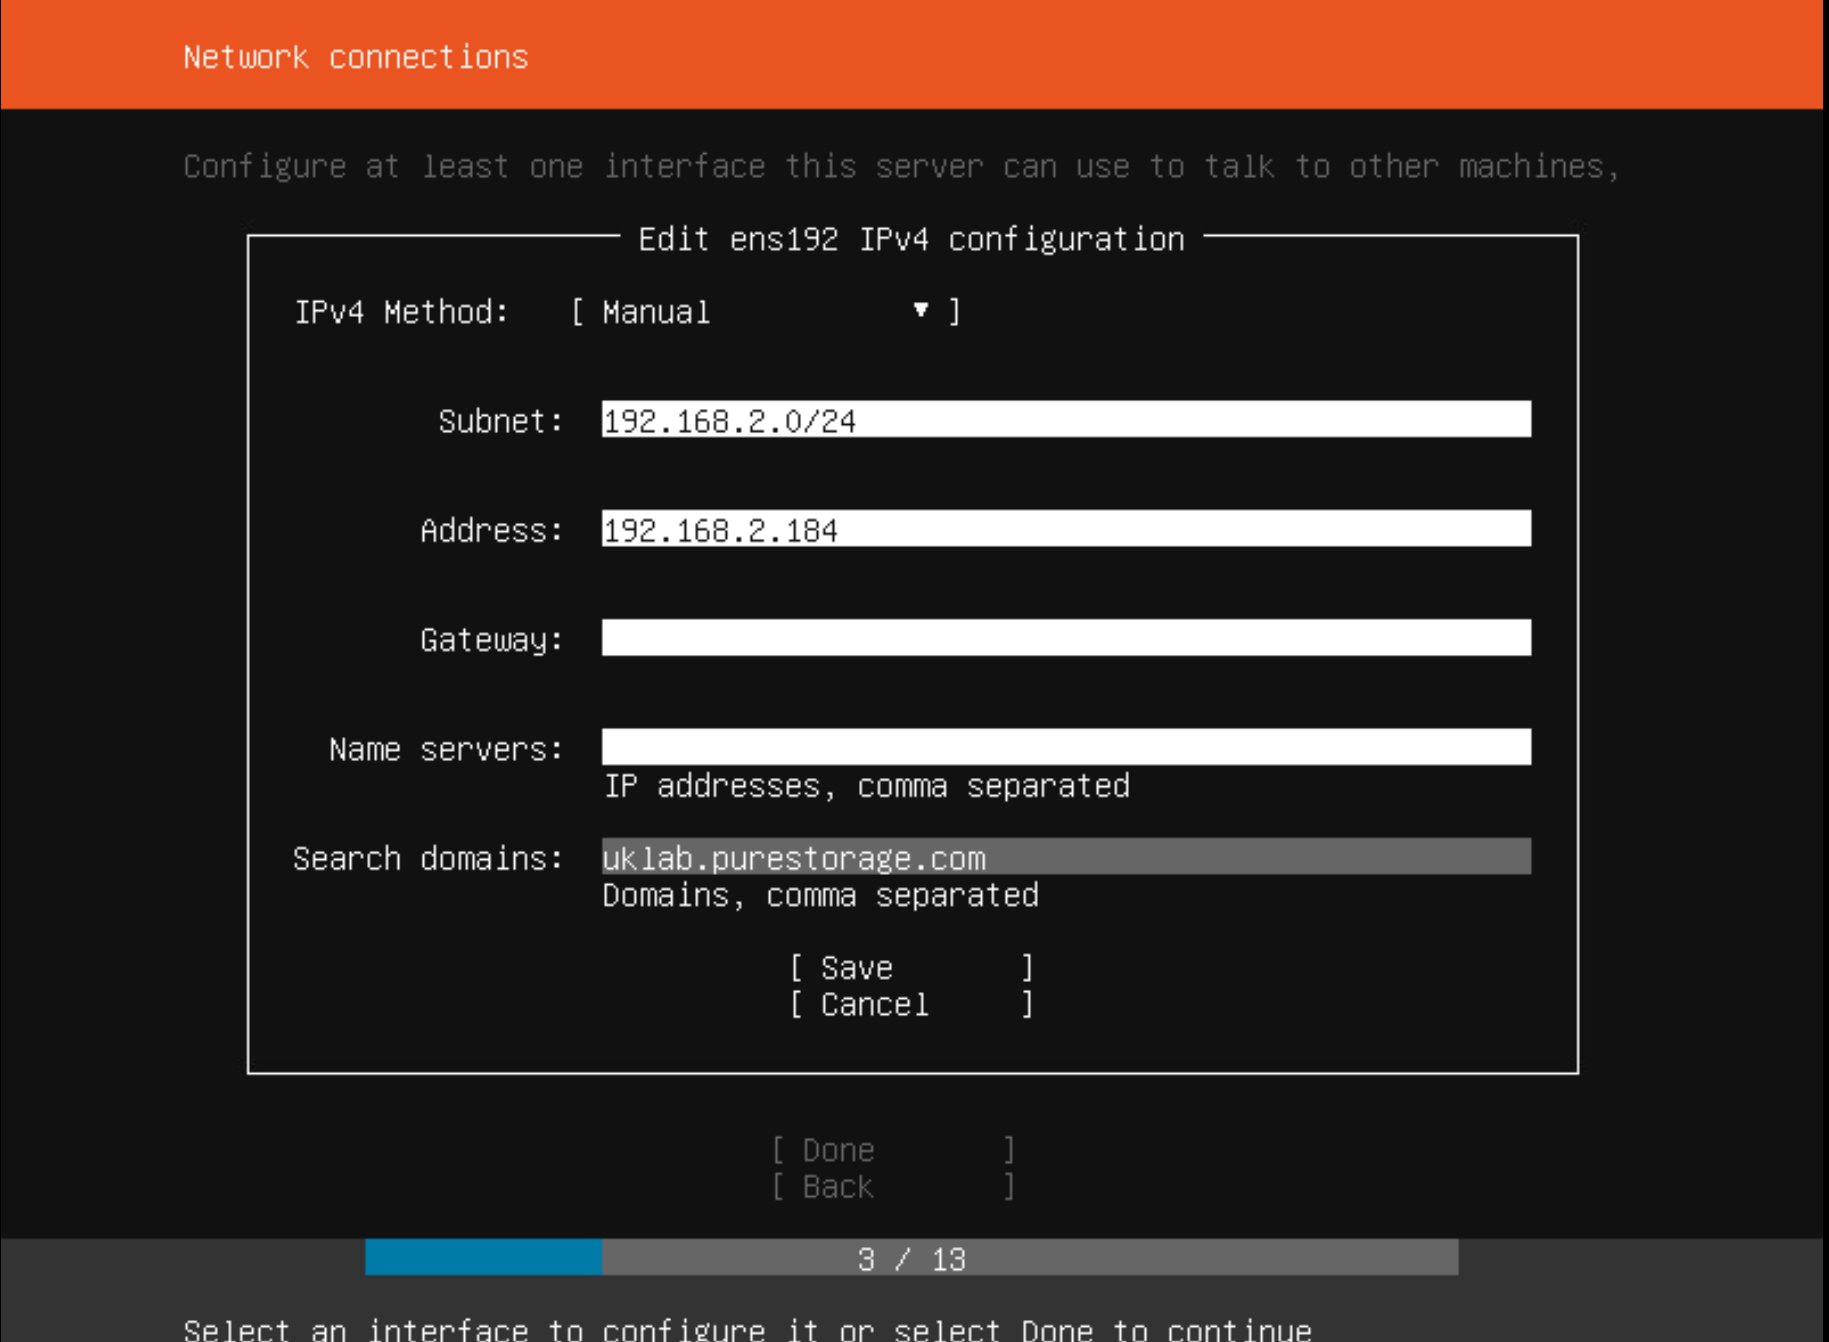 Network connections
Configure at least one interface this server can use to talk to other machines,
Edit ens192 IPv4 configuration
IPv4 Method: [ Manual ▾ ]
Subnet: 192.168.2.0/24
Address: 192.168.2.184
Gateway:
Name servers:
IP addresses, comma separated
Search domains: uklab.purestorage.com
Domains, comma separated
[ Save ]
[ Cancel ]
[ Done ]
[ Back ]
3 / 13
Select an interface to configure it or select Done to continue